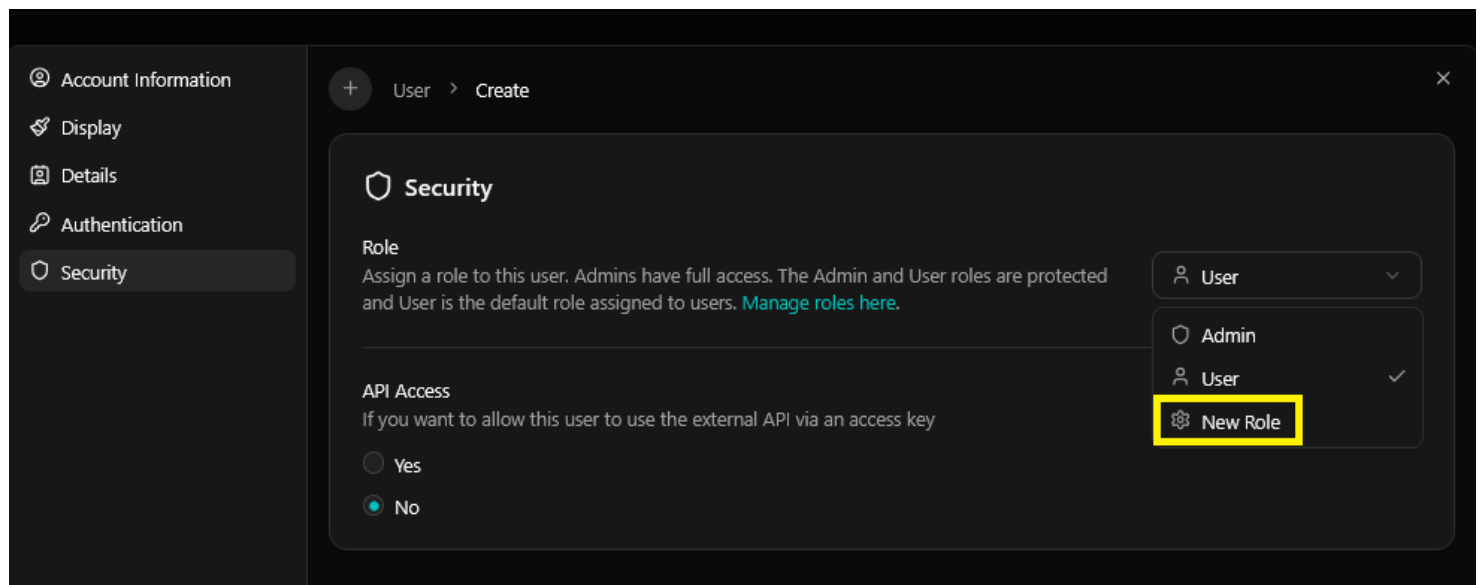 Account Information
Display
Details
Authentication
Security
User > Create
Security
Role
Assign a role to this user. Admins have full access. The Admin and User roles are protected
and User is the default role assigned to users. Manage roles here.
User
Admin
User
New Role
API Access
If you want to allow this user to use the external API via an access key
Yes
No